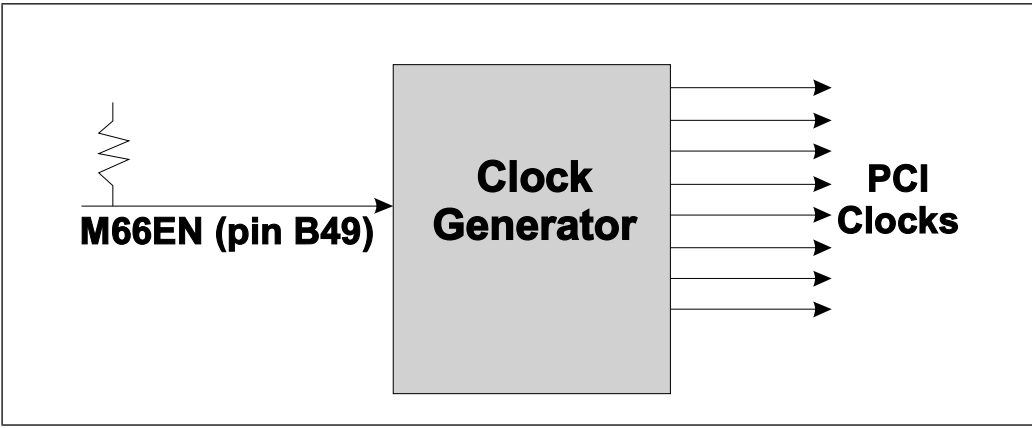 M66EN (pin B49)
Clock
Generator
PCI
Clocks